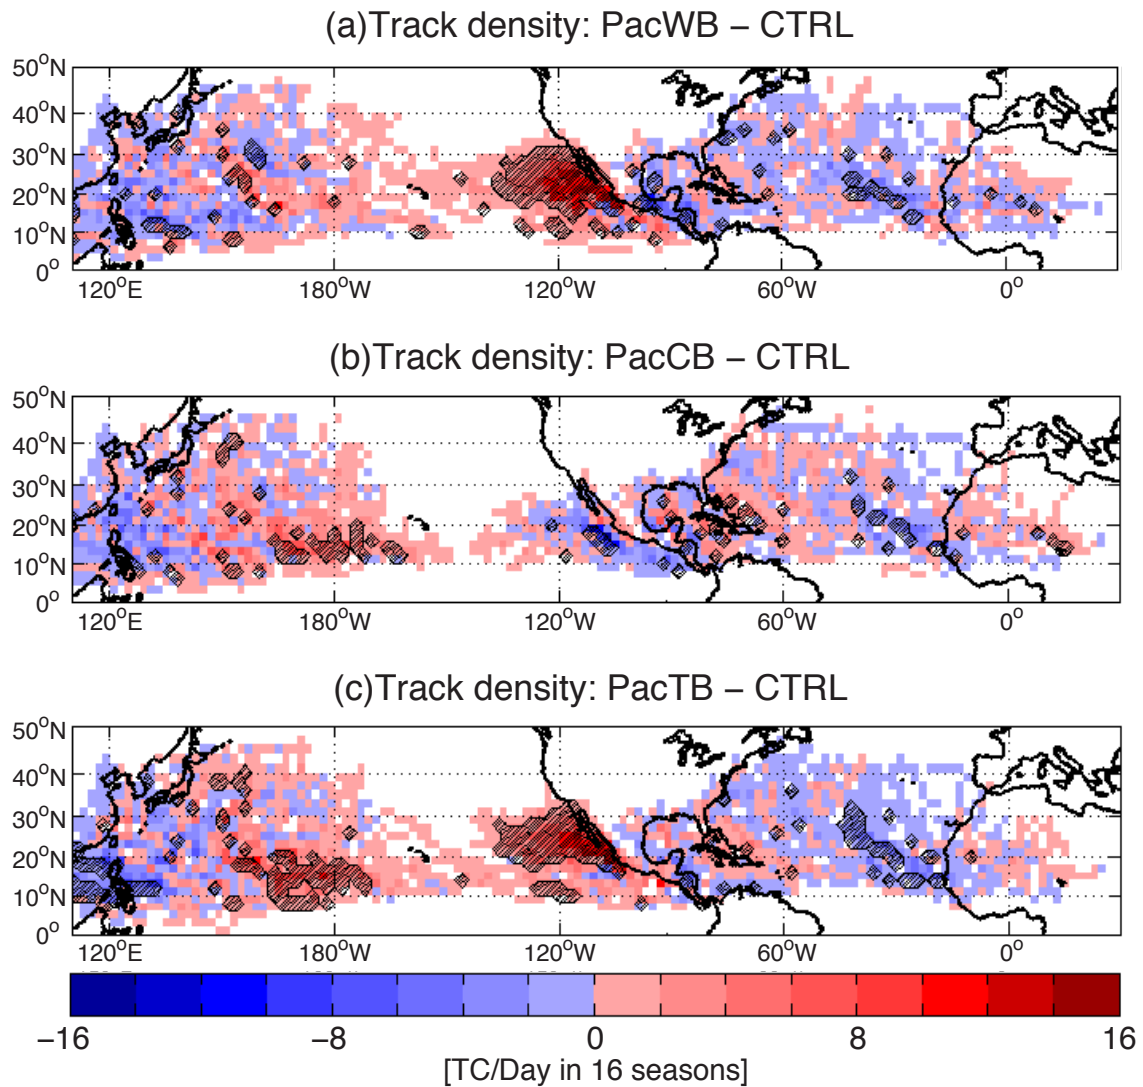 (a)Track density: PacWB − CTRL
50°N
40°N
30°N
20°N
10°N
0°
120°E 180°W 120°W 60°W 0°
(b)Track density: PacCB − CTRL
50°N
40°N
30°N
20°N
10°N
0°
120°E 180°W 120°W 60°W 0°
(c)Track density: PacTB − CTRL
50°N
40°N
30°N
20°N
10°N
0°
120°E 180°W 120°W 60°W 0°
−16 −8 0 8 16
[TC/Day in 16 seasons]